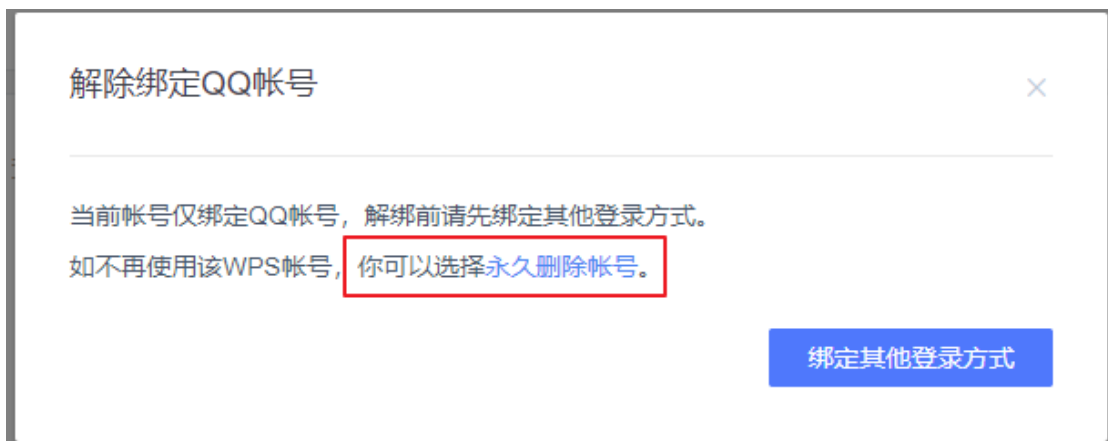 解除绑定QQ帐号
当前帐号仅绑定QQ帐号，解绑前请先绑定其他登录方式。
如不再使用该WPS帐号，你可以选择永久删除帐号。
绑定其他登录方式